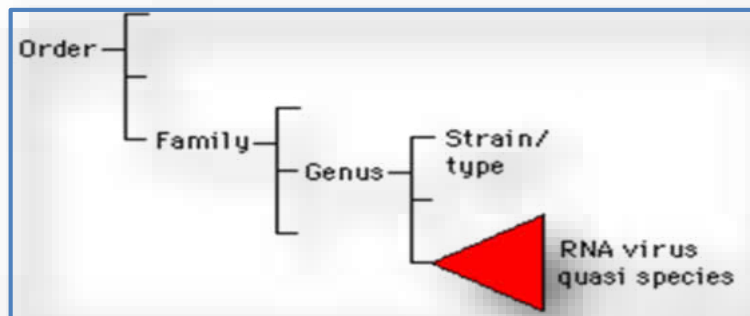 Order
Family
Genus
Strain/
type
RNA virus
quasi species